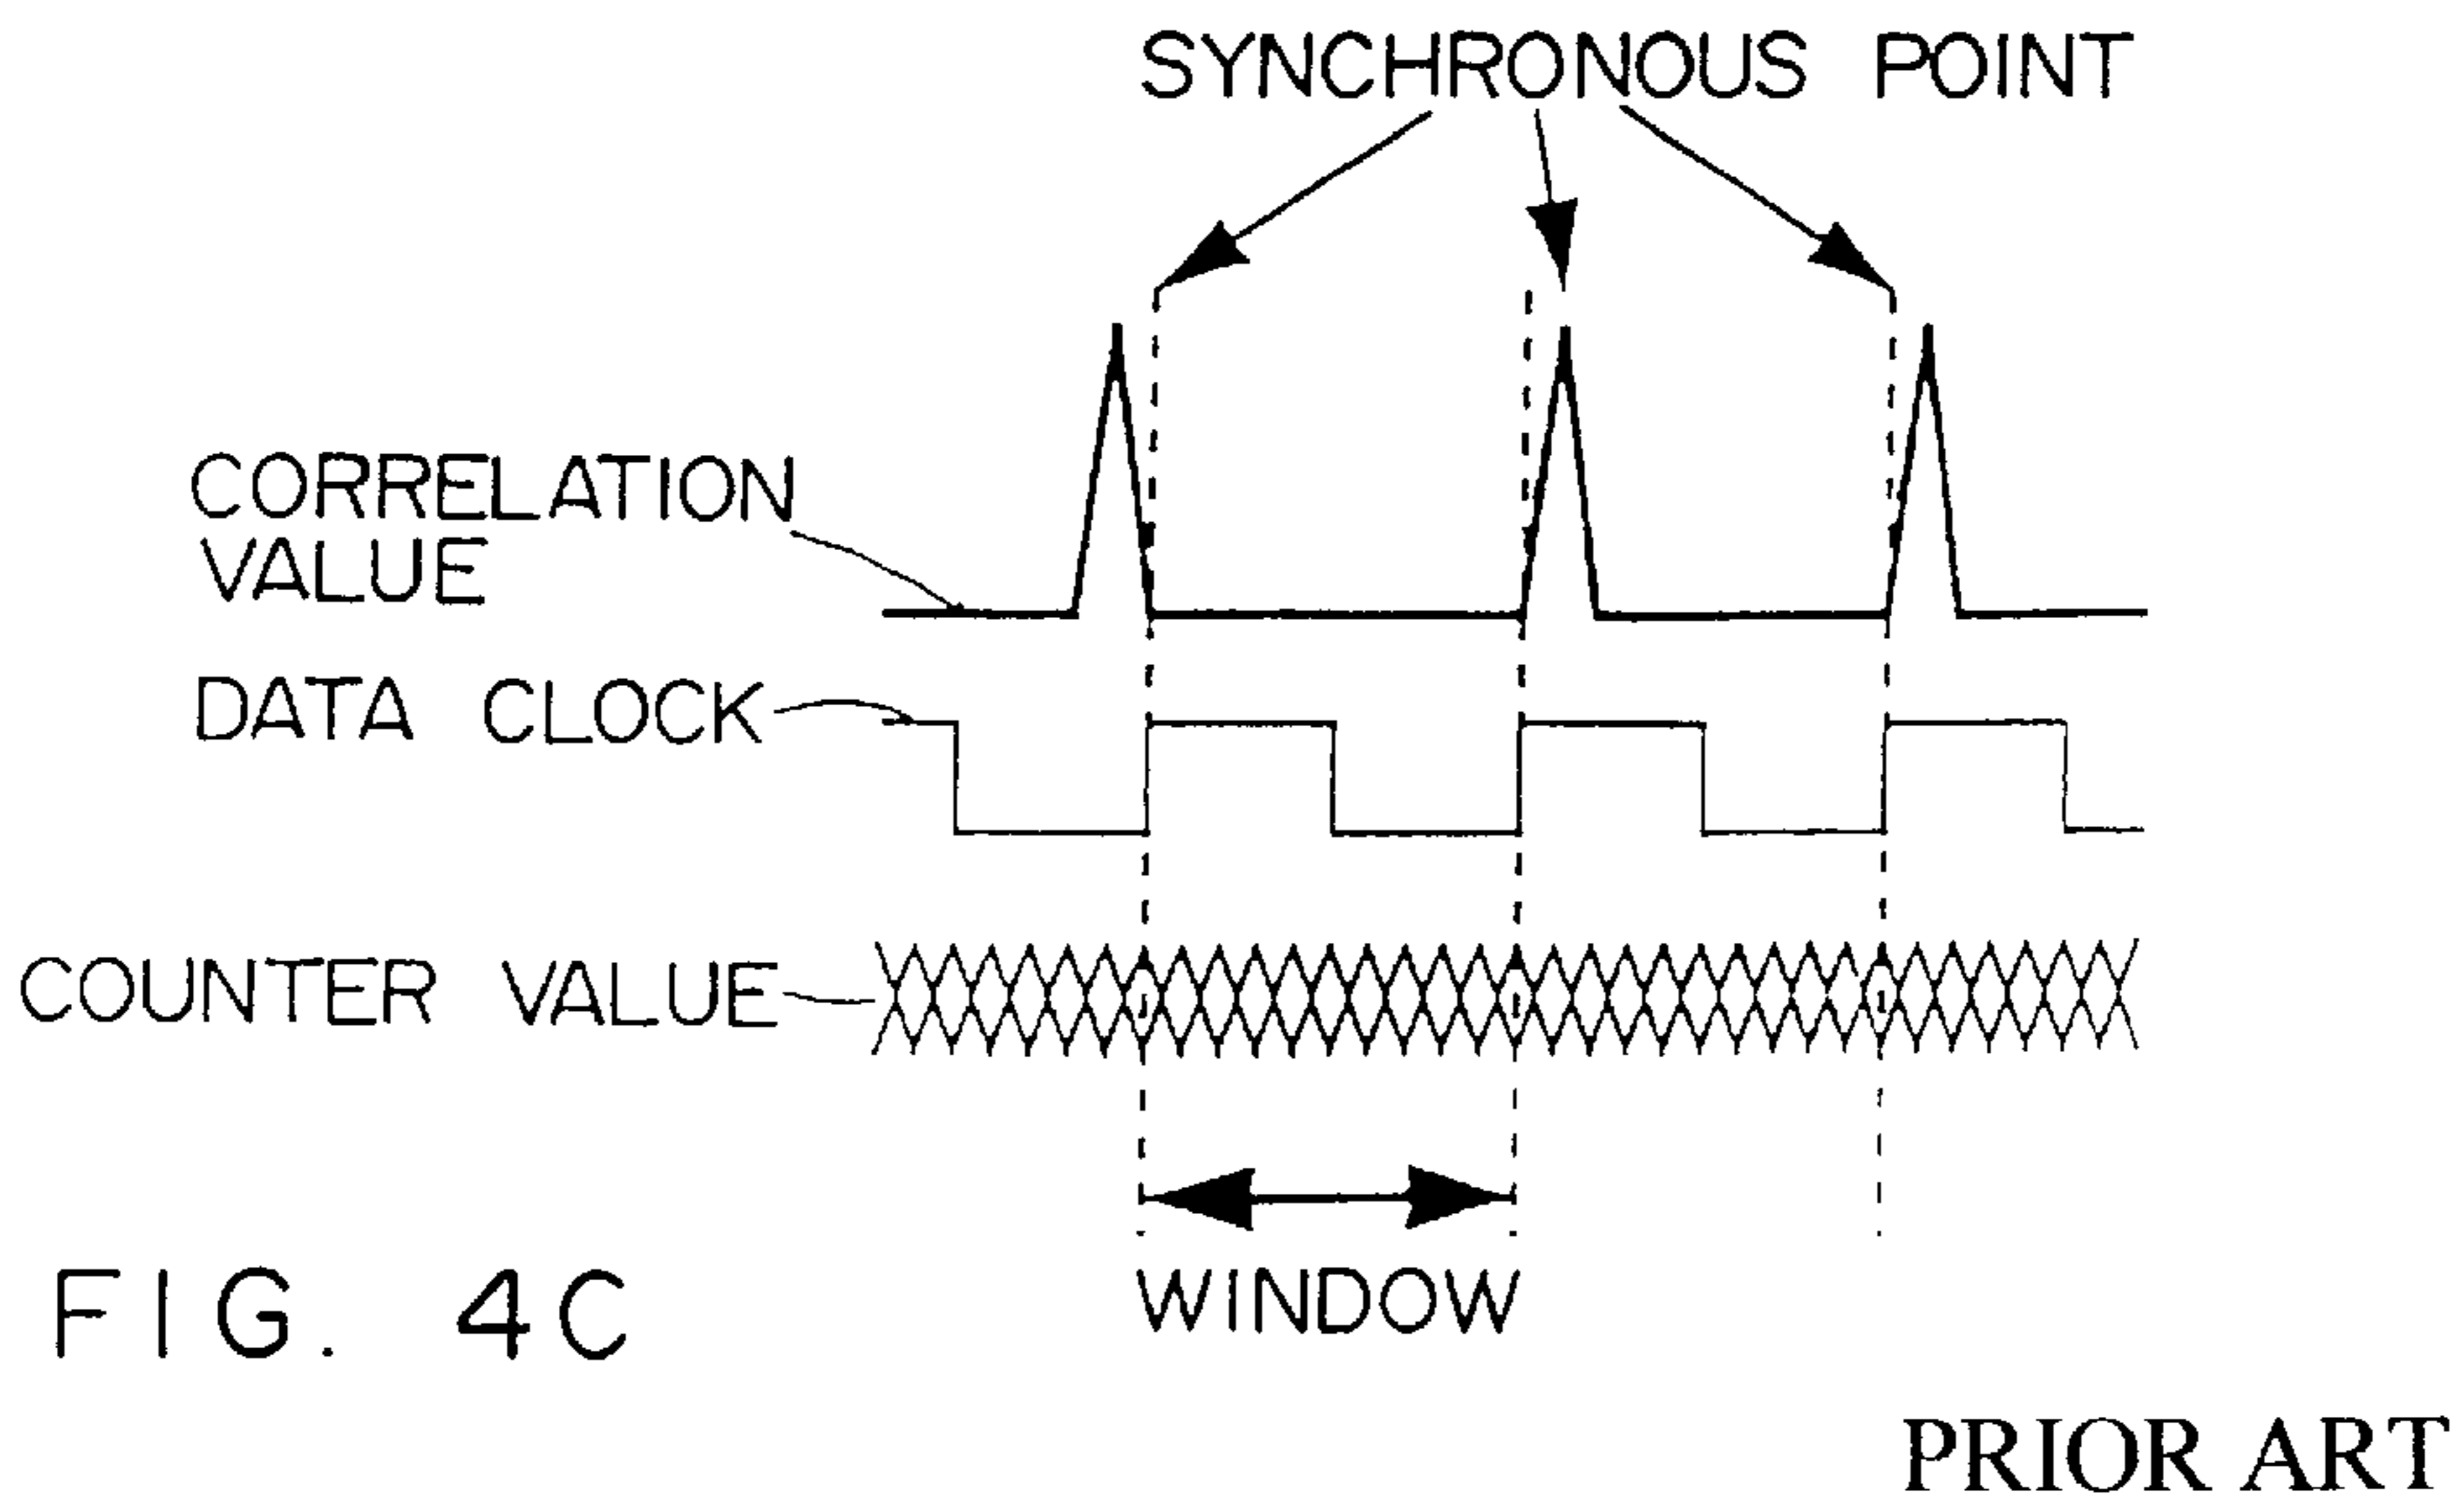 SYNCHRONOUS POINT
CORRELATION
VALUE
DATA CLOCK
COUNTER VALUE
WINDOW
FIG. 4C
PRIOR ART